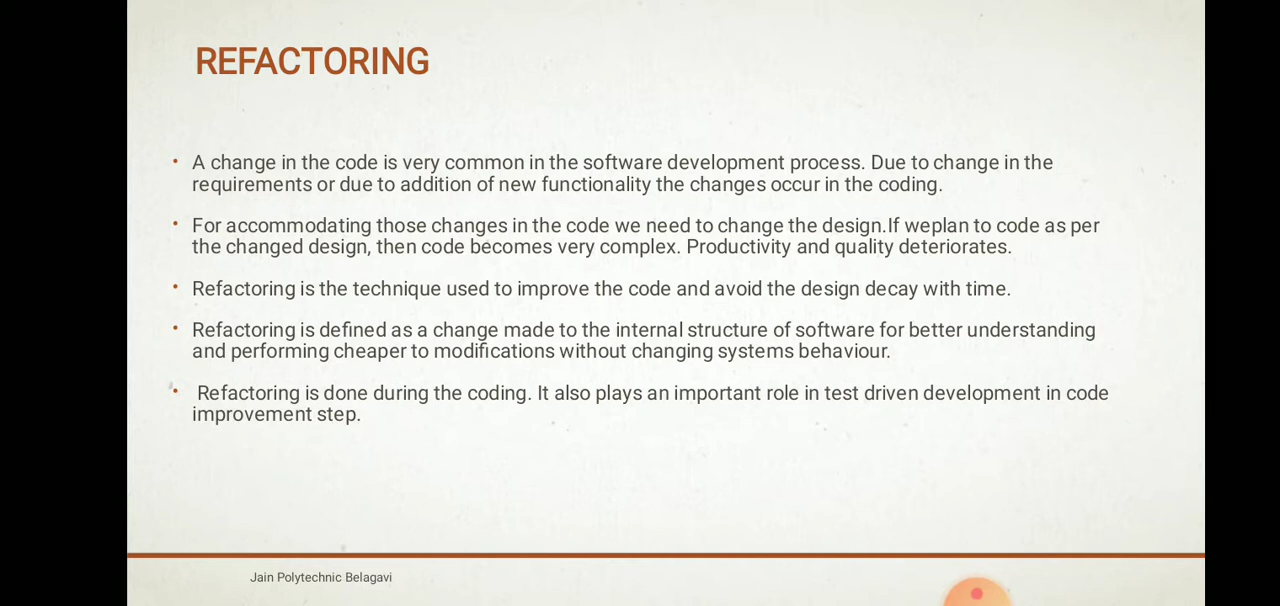 REFACTORING
• A change in the code is very common in the software development process. Due to change in the
requirements or due to addition of new functionality the changes occur in the coding.
• For accommodating those changes in the code we need to change the design.If weplan to code as per
the changed design, then code becomes very complex. Productivity and quality deteriorates.
• Refactoring is the technique used to improve the code and avoid the design decay with time.
• Refactoring is defined as a change made to the internal structure of software for better understanding
and performing cheaper to modifications without changing systems behaviour.
• Refactoring is done during the coding. It also plays an important role in test driven development in code
improvement step.
Jain Polytechnic Belagavi